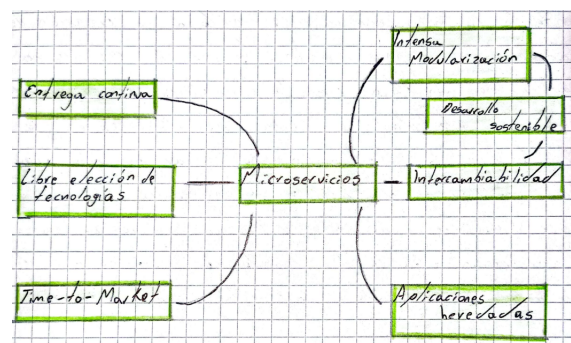 Intensa
Modularización
Entrega continua
Desarrollo
sostenible
Libre elección de
tecnologías
Microservicios
Intercambiabilidad
Time-to-Market
Aplicaciones
heredadas